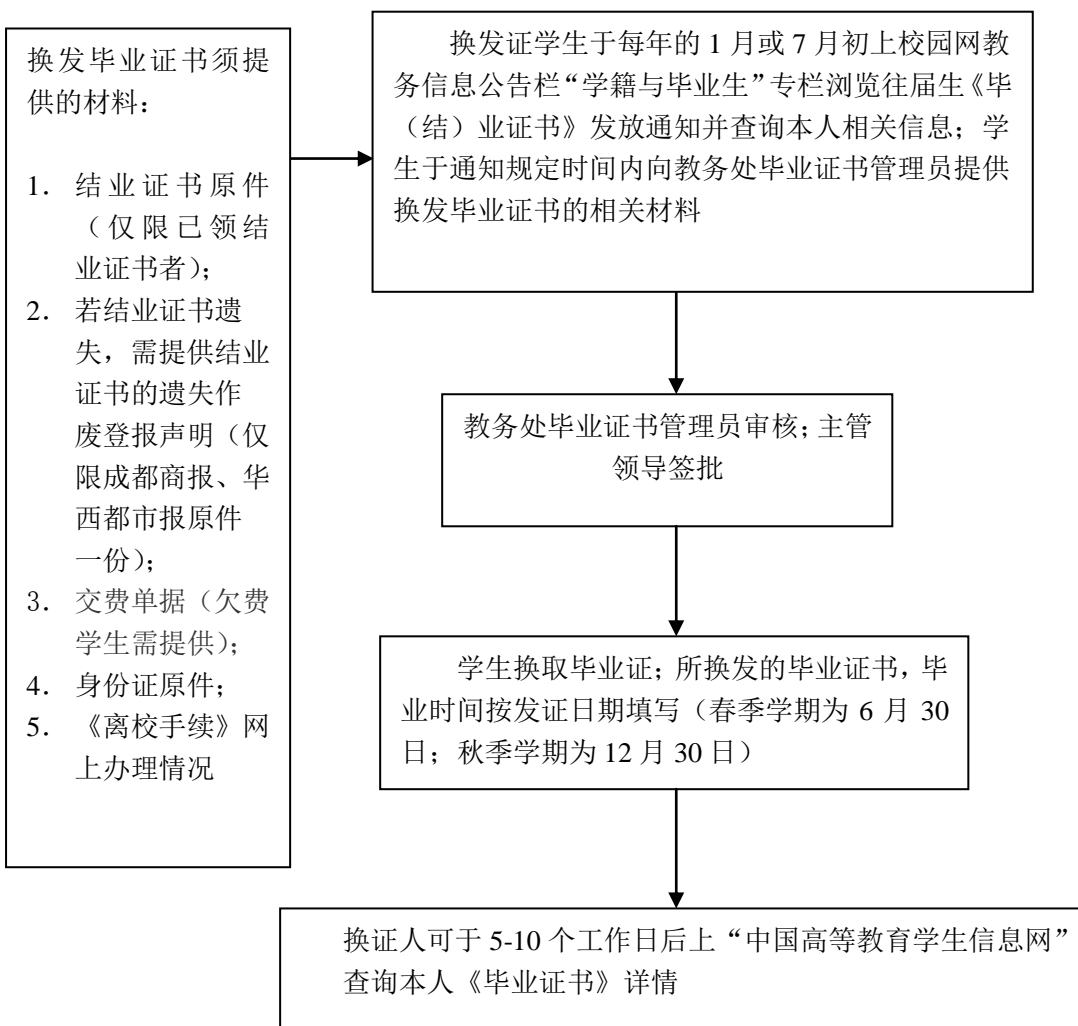 换发毕业证书须提
供的材料：
1. 结业证书原件
（仅限已领结
业证书者）；
2. 若结业证书遗
失，需提供结业
证书的遗失作
废登报声明（仅
限成都商报、华
西都市报原件
一份）；
3. 交费单据（欠费
学生需提供）；
4. 身份证原件；
5. 《离校手续》网
上办理情况
换发证学生于每年的 1 月或 7 月初上校园网教
务信息公告栏“学籍与毕业生”专栏浏览往届生《毕
（结）业证书》发放通知并查询本人相关信息；学
生于通知规定时间内向教务处毕业证书管理员提供
换发毕业证书的相关材料
教务处毕业证书管理员审核；主管
领导签批
学生换取毕业证；所换发的毕业证书，毕
业时间按发证日期填写（春季学期为 6 月 30
日；秋季学期为 12 月 30 日）
换证人可于 5-10 个工作日后上“中国高等教育学生信息网”
查询本人《毕业证书》详情